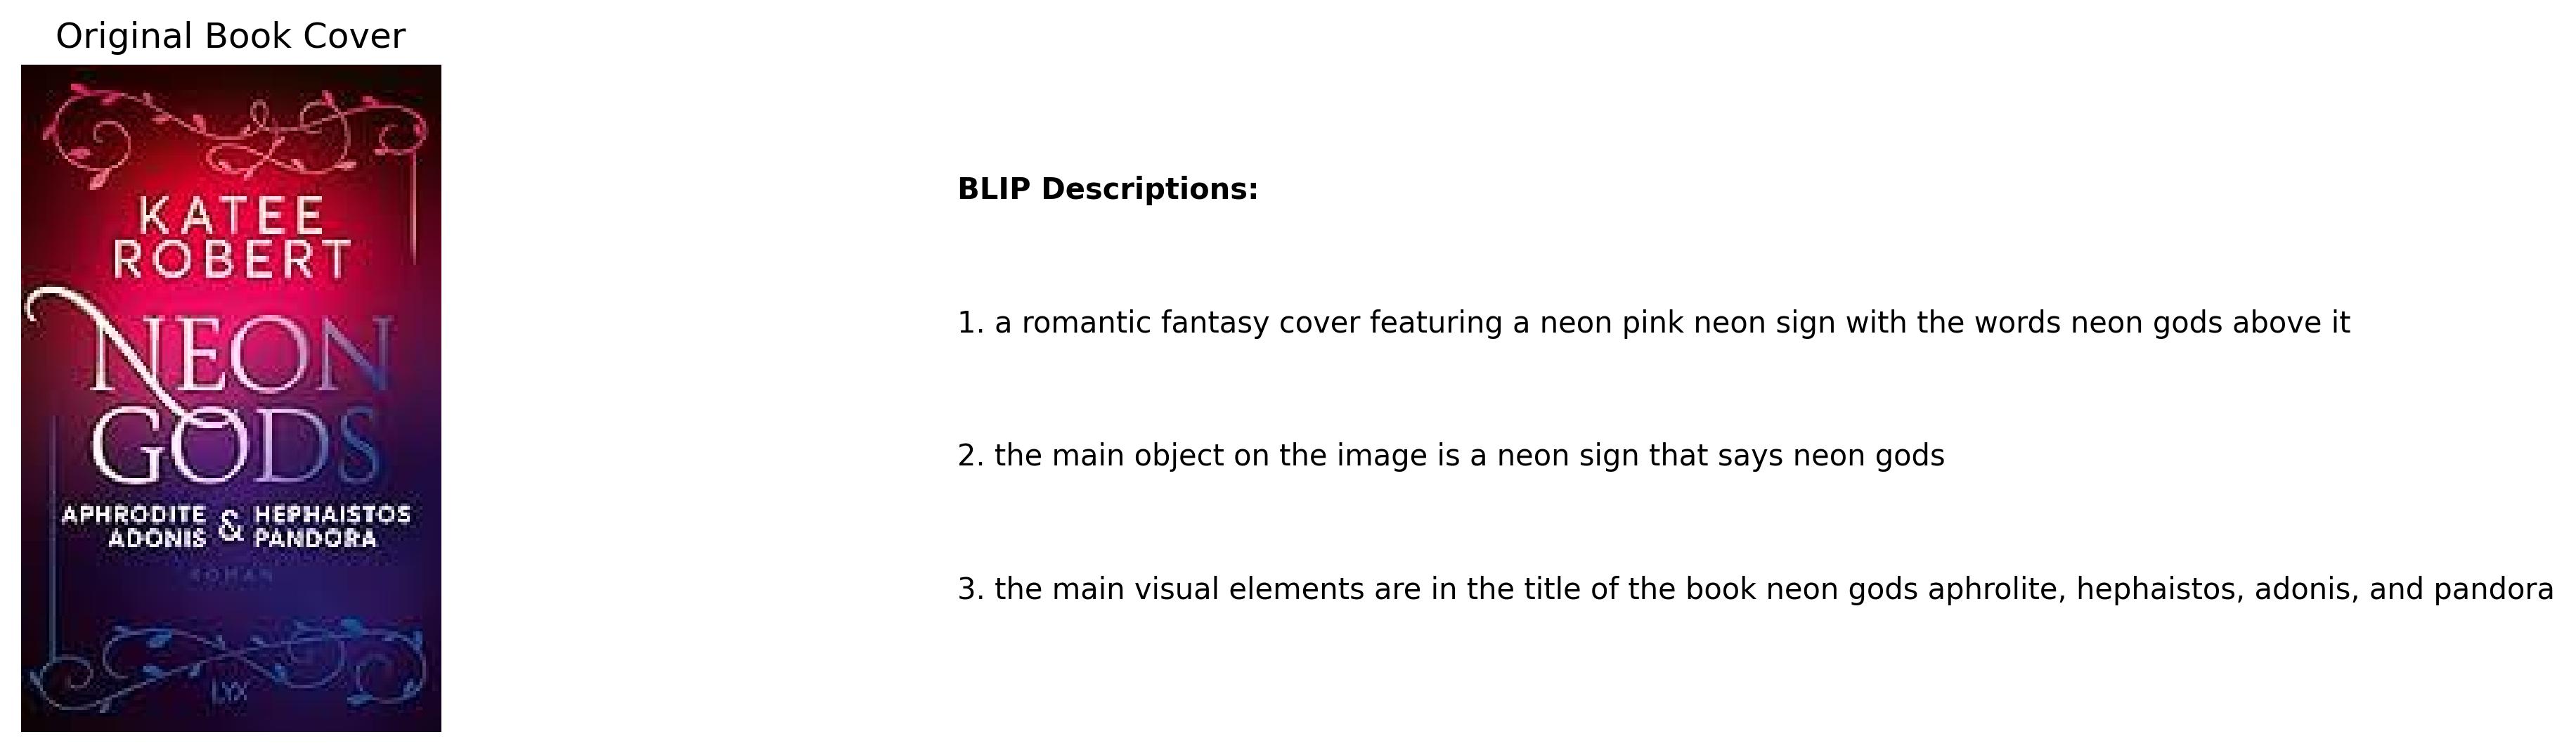 Original Book Cover
KATEE
ROBERT
NEON
GODS
APHRODITE & HEPHAISTOS
ADONIS PANDORA
ROMAN
LYX
BLIP Descriptions:
1. a romantic fantasy cover featuring a neon pink neon sign with the words neon gods above it
2. the main object on the image is a neon sign that says neon gods
3. the main visual elements are in the title of the book neon gods aphrolite, hephaistos, adonis, and pandora